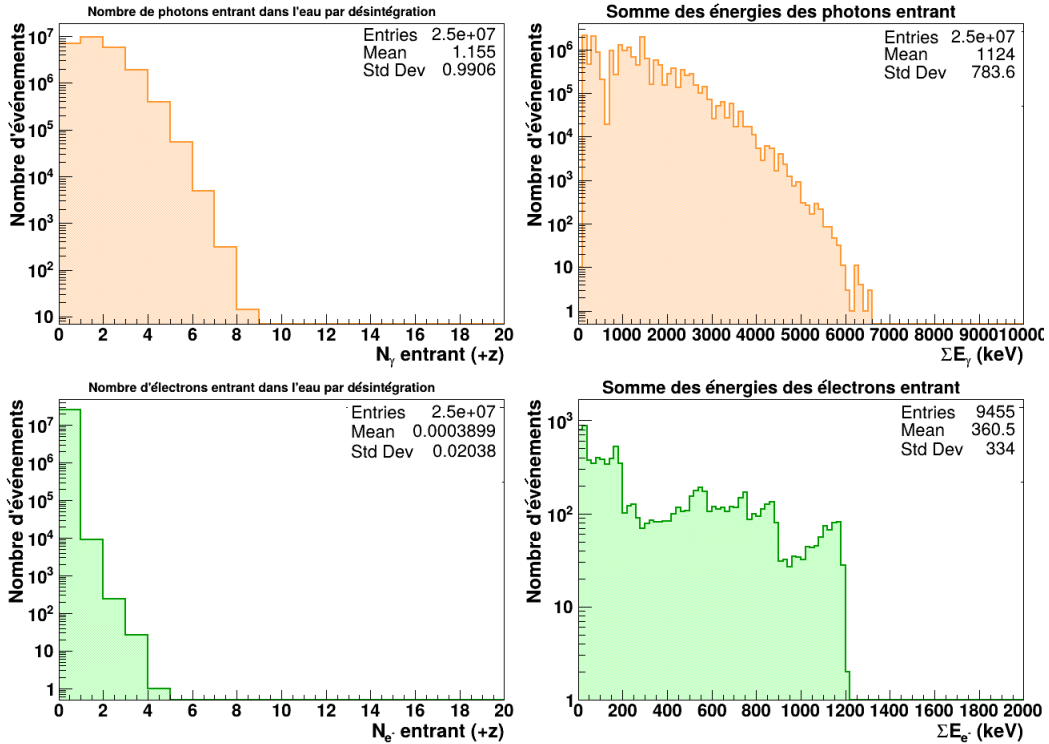 Nombre de photons entrant dans l'eau par désintégration
Entries 2.5e+07
Mean 1.155
Std Dev 0.9906
Nombre d'événements
10⁷
10⁶
10⁵
10⁴
10³
10²
10
0 2 4 6 8 10 12 14 16 18 20
Nγ entrant (+z)
Somme des énergies des photons entrant
Entries 2.5e+07
Mean 1124
Std Dev 783.6
Nombre d'événements
10⁶
10⁵
10⁴
10³
10²
10
1
0 1000 2000 3000 4000 5000 6000 7000 8000 9000 10000
ΣEγ (keV)
Nombre d'électrons entrant dans l'eau par désintégration
Entries 2.5e+07
Mean 0.0003899
Std Dev 0.02038
Nombre d'événements
10⁷
10⁶
10⁵
10⁴
10³
10²
10
1
0 2 4 6 8 10 12 14 16 18 20
Ne⁻ entrant (+z)
Somme des énergies des électrons entrant
Entries 9455
Mean 360.5
Std Dev 334
Nombre d'événements
10³
10²
10
1
0 200 400 600 800 1000 1200 1400 1600 1800 2000
ΣEe⁻ (keV)